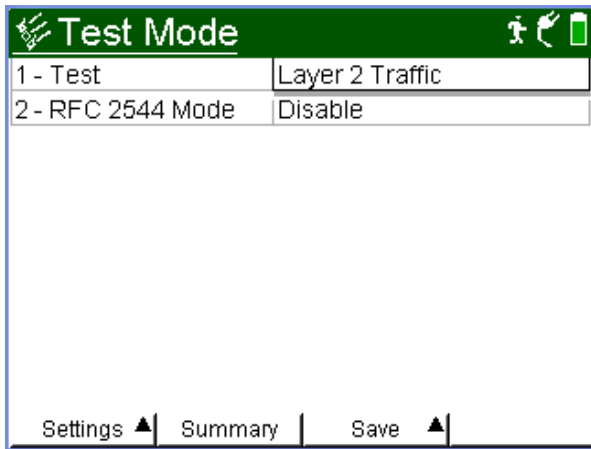 Test Mode
1 - Test Layer 2 Traffic
2 - RFC 2544 Mode Disable
Settings Summary Save